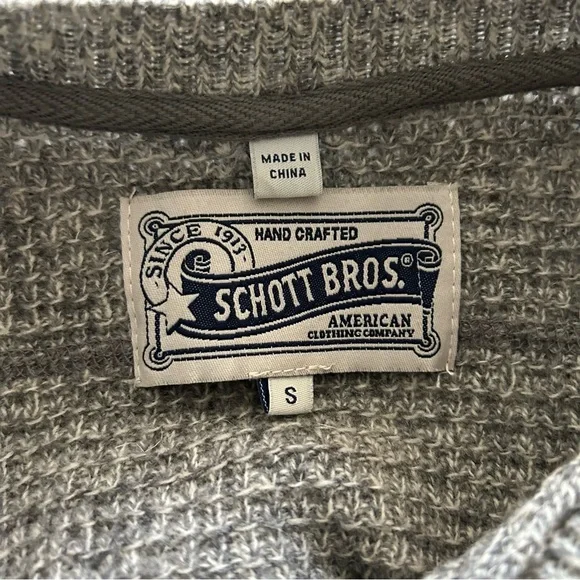 MADE IN
CHINA
SINCE 1913
HAND CRAFTED
SCHOTT BROS.®
AMERICAN
CLOTHING COMPANY
S